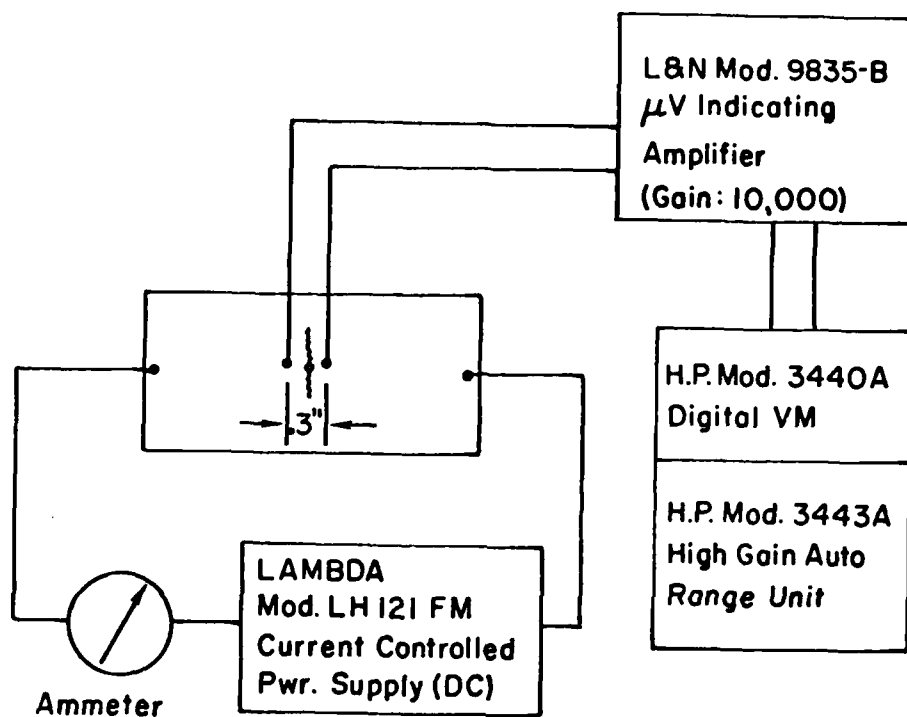 L&N Mod. 9835-B
μV Indicating
Amplifier
(Gain: 10,000)
.3"
H.P. Mod. 3440A
Digital VM
H.P. Mod. 3443A
High Gain Auto
Range Unit
LAMBDA
Mod. LH 121 FM
Current Controlled
Pwr. Supply (DC)
Ammeter